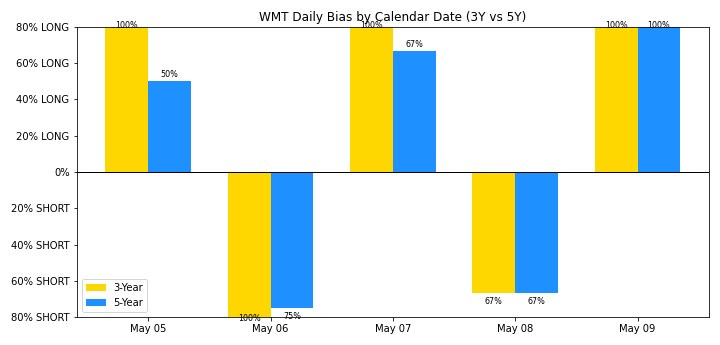 WMT Daily Bias by Calendar Date (3Y vs 5Y)
80% LONG
60% LONG
40% LONG
20% LONG
0%
20% SHORT
40% SHORT
60% SHORT
80% SHORT
100%
50%
100%
75%
100%
67%
67%
67%
100%
100%
3-Year
5-Year
May 05
May 06
May 07
May 08
May 09